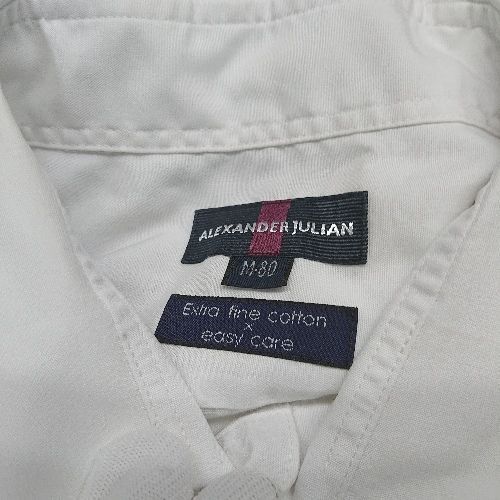 ALEXANDER JULIAN
M-80
Extra fine cotton
×
easy care